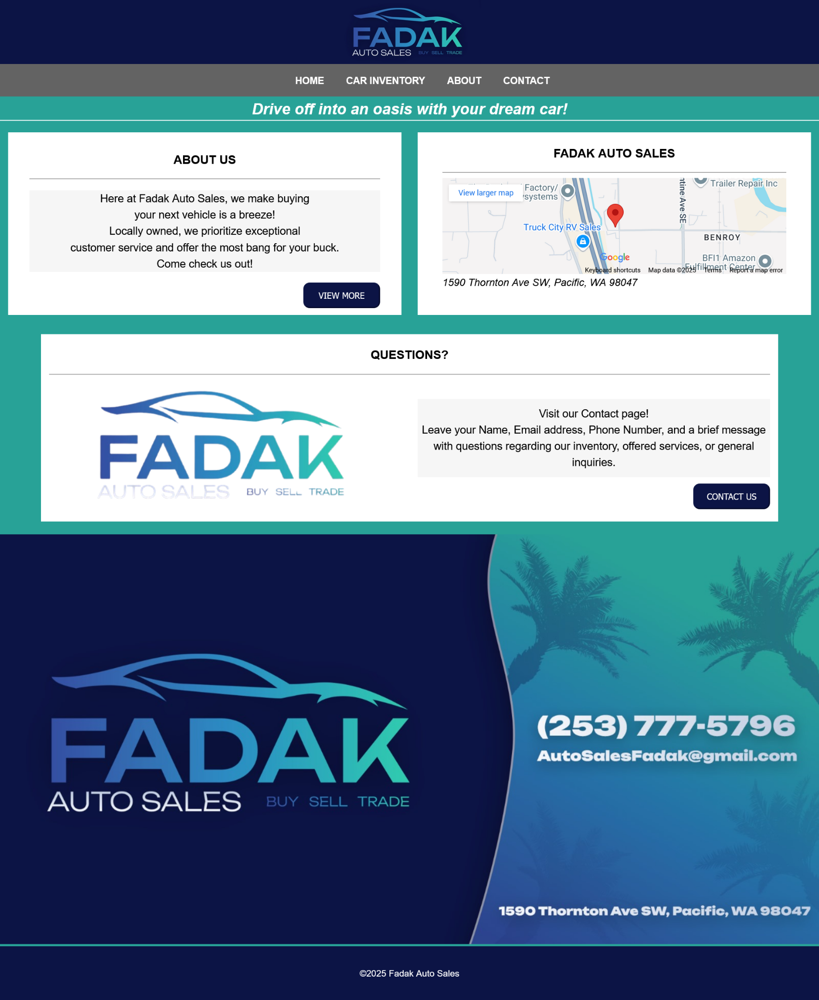 FADAK
AUTO SALES BUY SELL TRADE
HOME CAR INVENTORY ABOUT CONTACT
Drive off into an oasis with your dream car!
ABOUT US
Here at Fadak Auto Sales, we make buying
your next vehicle is a breeze!
Locally owned, we prioritize exceptional
customer service and offer the most bang for your buck.
Come check us out!
VIEW MORE
FADAK AUTO SALES
View larger map
Factory/
Trailer Repair Inc
Truck City RV Sales
BENROY
BFI1 Amazon
Fulfillment Center
Google
Keyboard shortcuts Map data ©2025 Terms Report a map error
1590 Thornton Ave SW, Pacific, WA 98047
QUESTIONS?
FADAK
AUTO SALES BUY SELL TRADE
Visit our Contact page!
Leave your Name, Email address, Phone Number, and a brief message
with questions regarding our inventory, offered services, or general
inquiries.
CONTACT US
FADAK
AUTO SALES BUY SELL TRADE
(253) 777-5796
AutoSalesFadak@gmail.com
1590 Thornton Ave SW, Pacific, WA 98047
©2025 Fadak Auto Sales